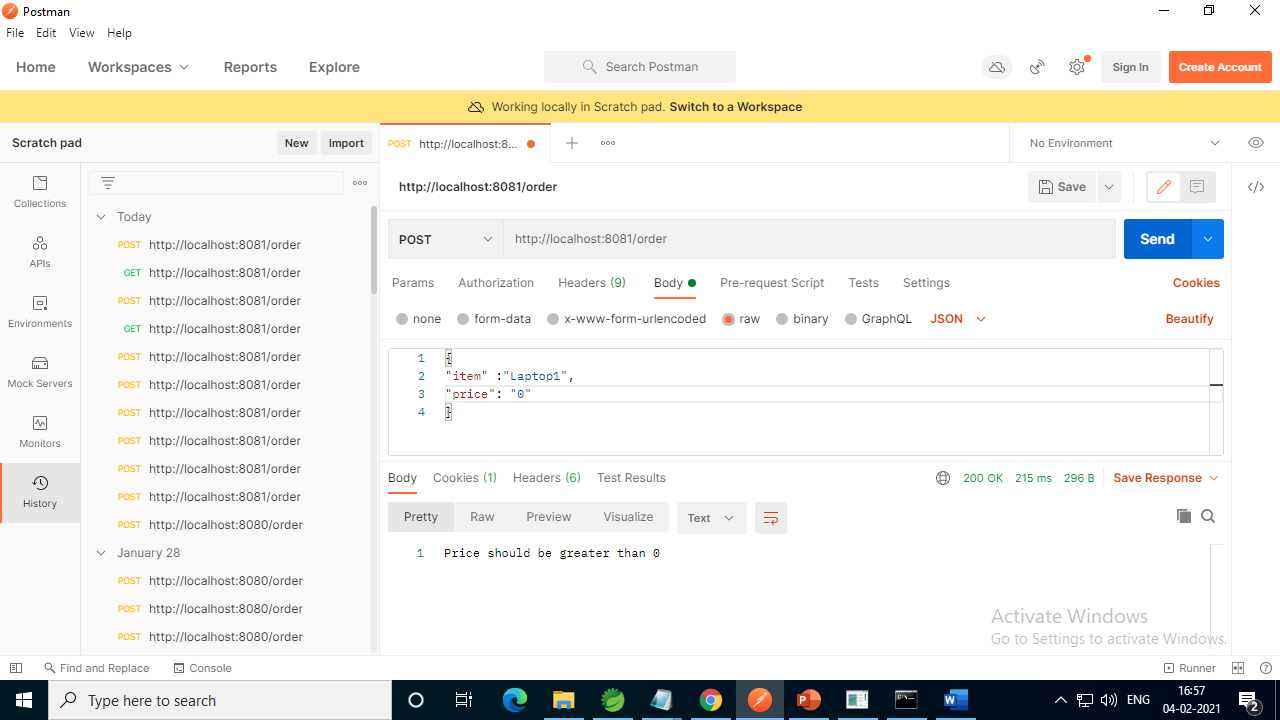 Postman
File Edit View Help
Home Workspaces Reports Explore Search Postman Sign In Create Account
Working locally in Scratch pad. Switch to a Workspace
Scratch pad New Import
POST http://localhost:8... No Environment
Collections
APIs
Environments
Mock Servers
Monitors
History
Today
POST http://localhost:8081/order
GET http://localhost:8081/order
POST http://localhost:8081/order
GET http://localhost:8081/order
POST http://localhost:8081/order
POST http://localhost:8081/order
POST http://localhost:8081/order
POST http://localhost:8081/order
POST http://localhost:8081/order
POST http://localhost:8081/order
POST http://localhost:8080/order
January 28
POST http://localhost:8080/order
POST http://localhost:8080/order
POST http://localhost:8080/order
http://localhost:8081/order Save
POST http://localhost:8081/order Send
Params Authorization Headers (9) Body Pre-request Script Tests Settings Cookies
none form-data x-www-form-urlencoded raw binary GraphQL JSON Beautify
1 {
2 "item" :"Laptop1",
3 "price": "0"
4 }
Body Cookies (1) Headers (6) Test Results 200 OK 215 ms 296 B Save Response
Pretty Raw Preview Visualize Text
1 Price should be greater than 0
Activate Windows
Go to Settings to activate Windows.
Find and Replace Console Runner
Type here to search ENG 16:57
04-02-2021 2